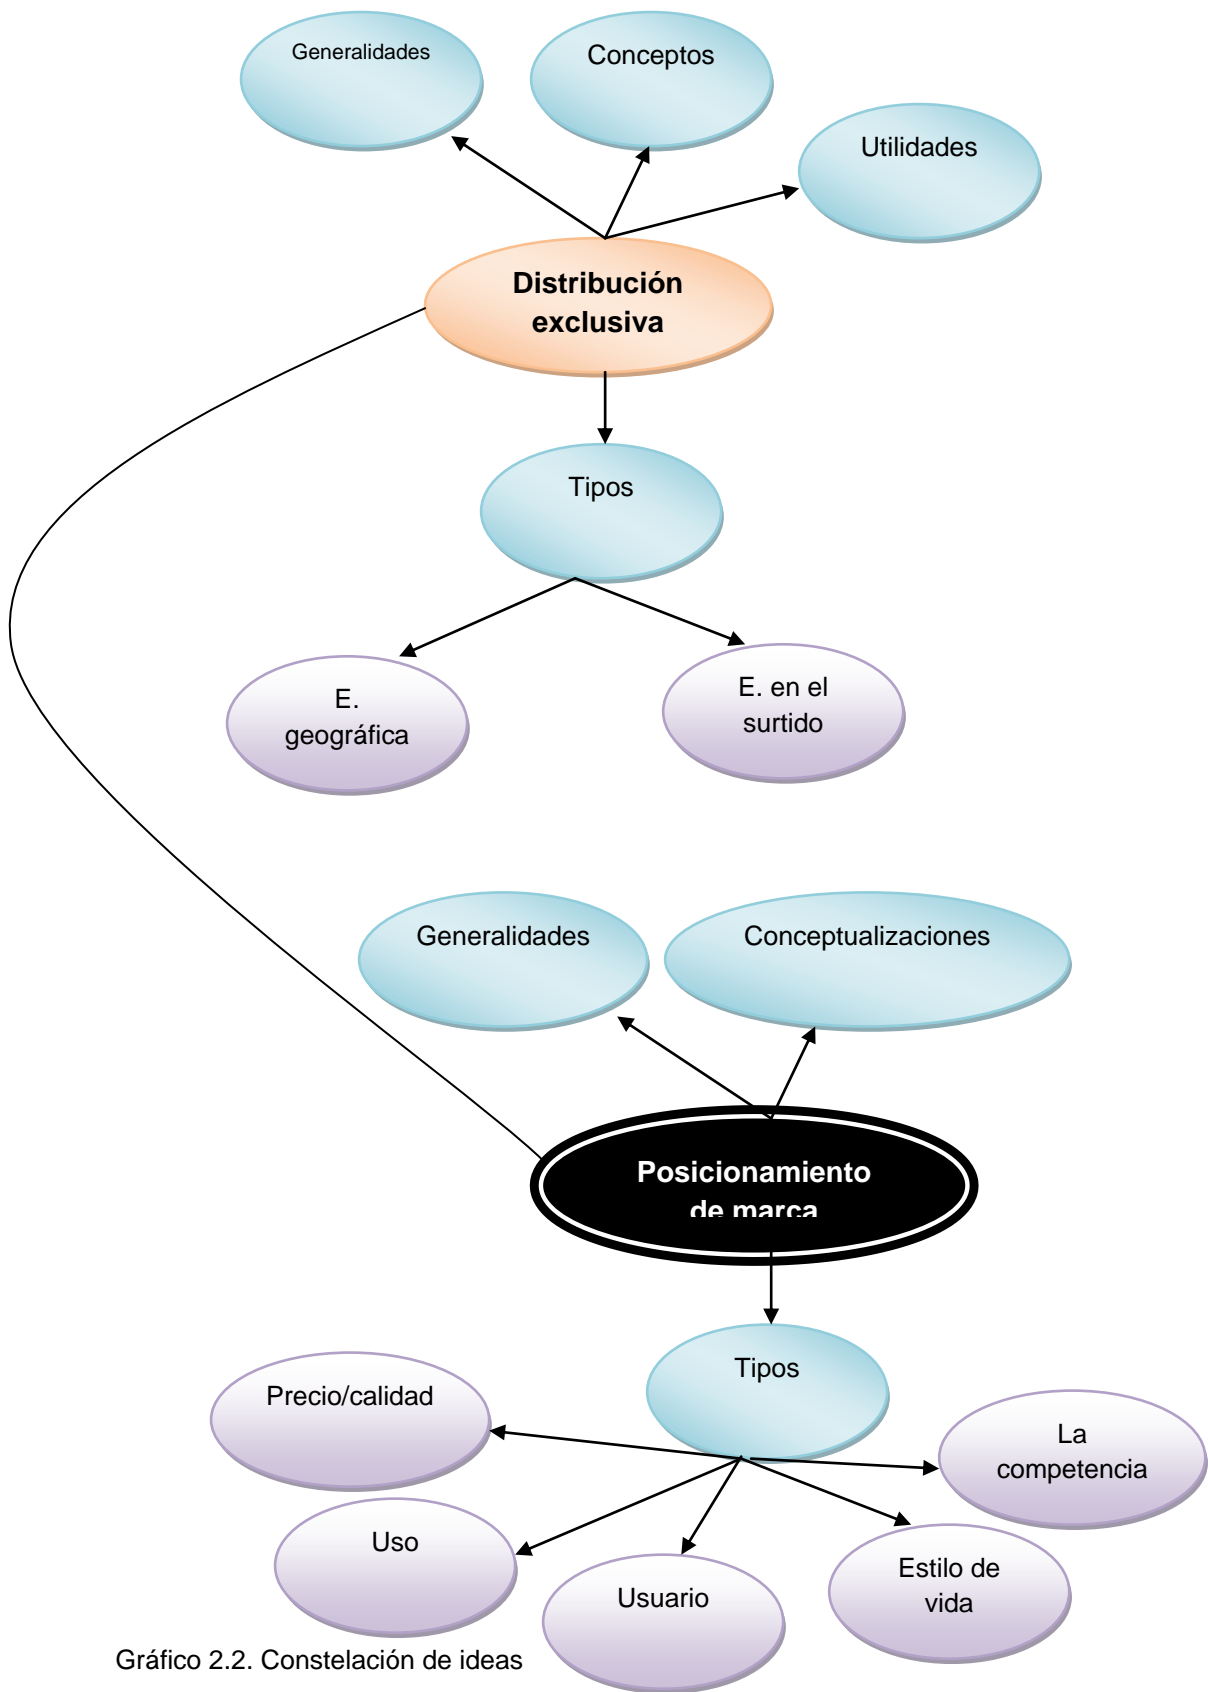 Generalidades
Conceptos
Utilidades
Distribución
exclusiva
Tipos
E.
geográfica
E. en el
surtido
Generalidades
Conceptualizaciones
Posicionamiento
de marca
Tipos
Precio/calidad
La
competencia
Uso
Usuario
Estilo de
vida
Gráfico 2.2. Constelación de ideas